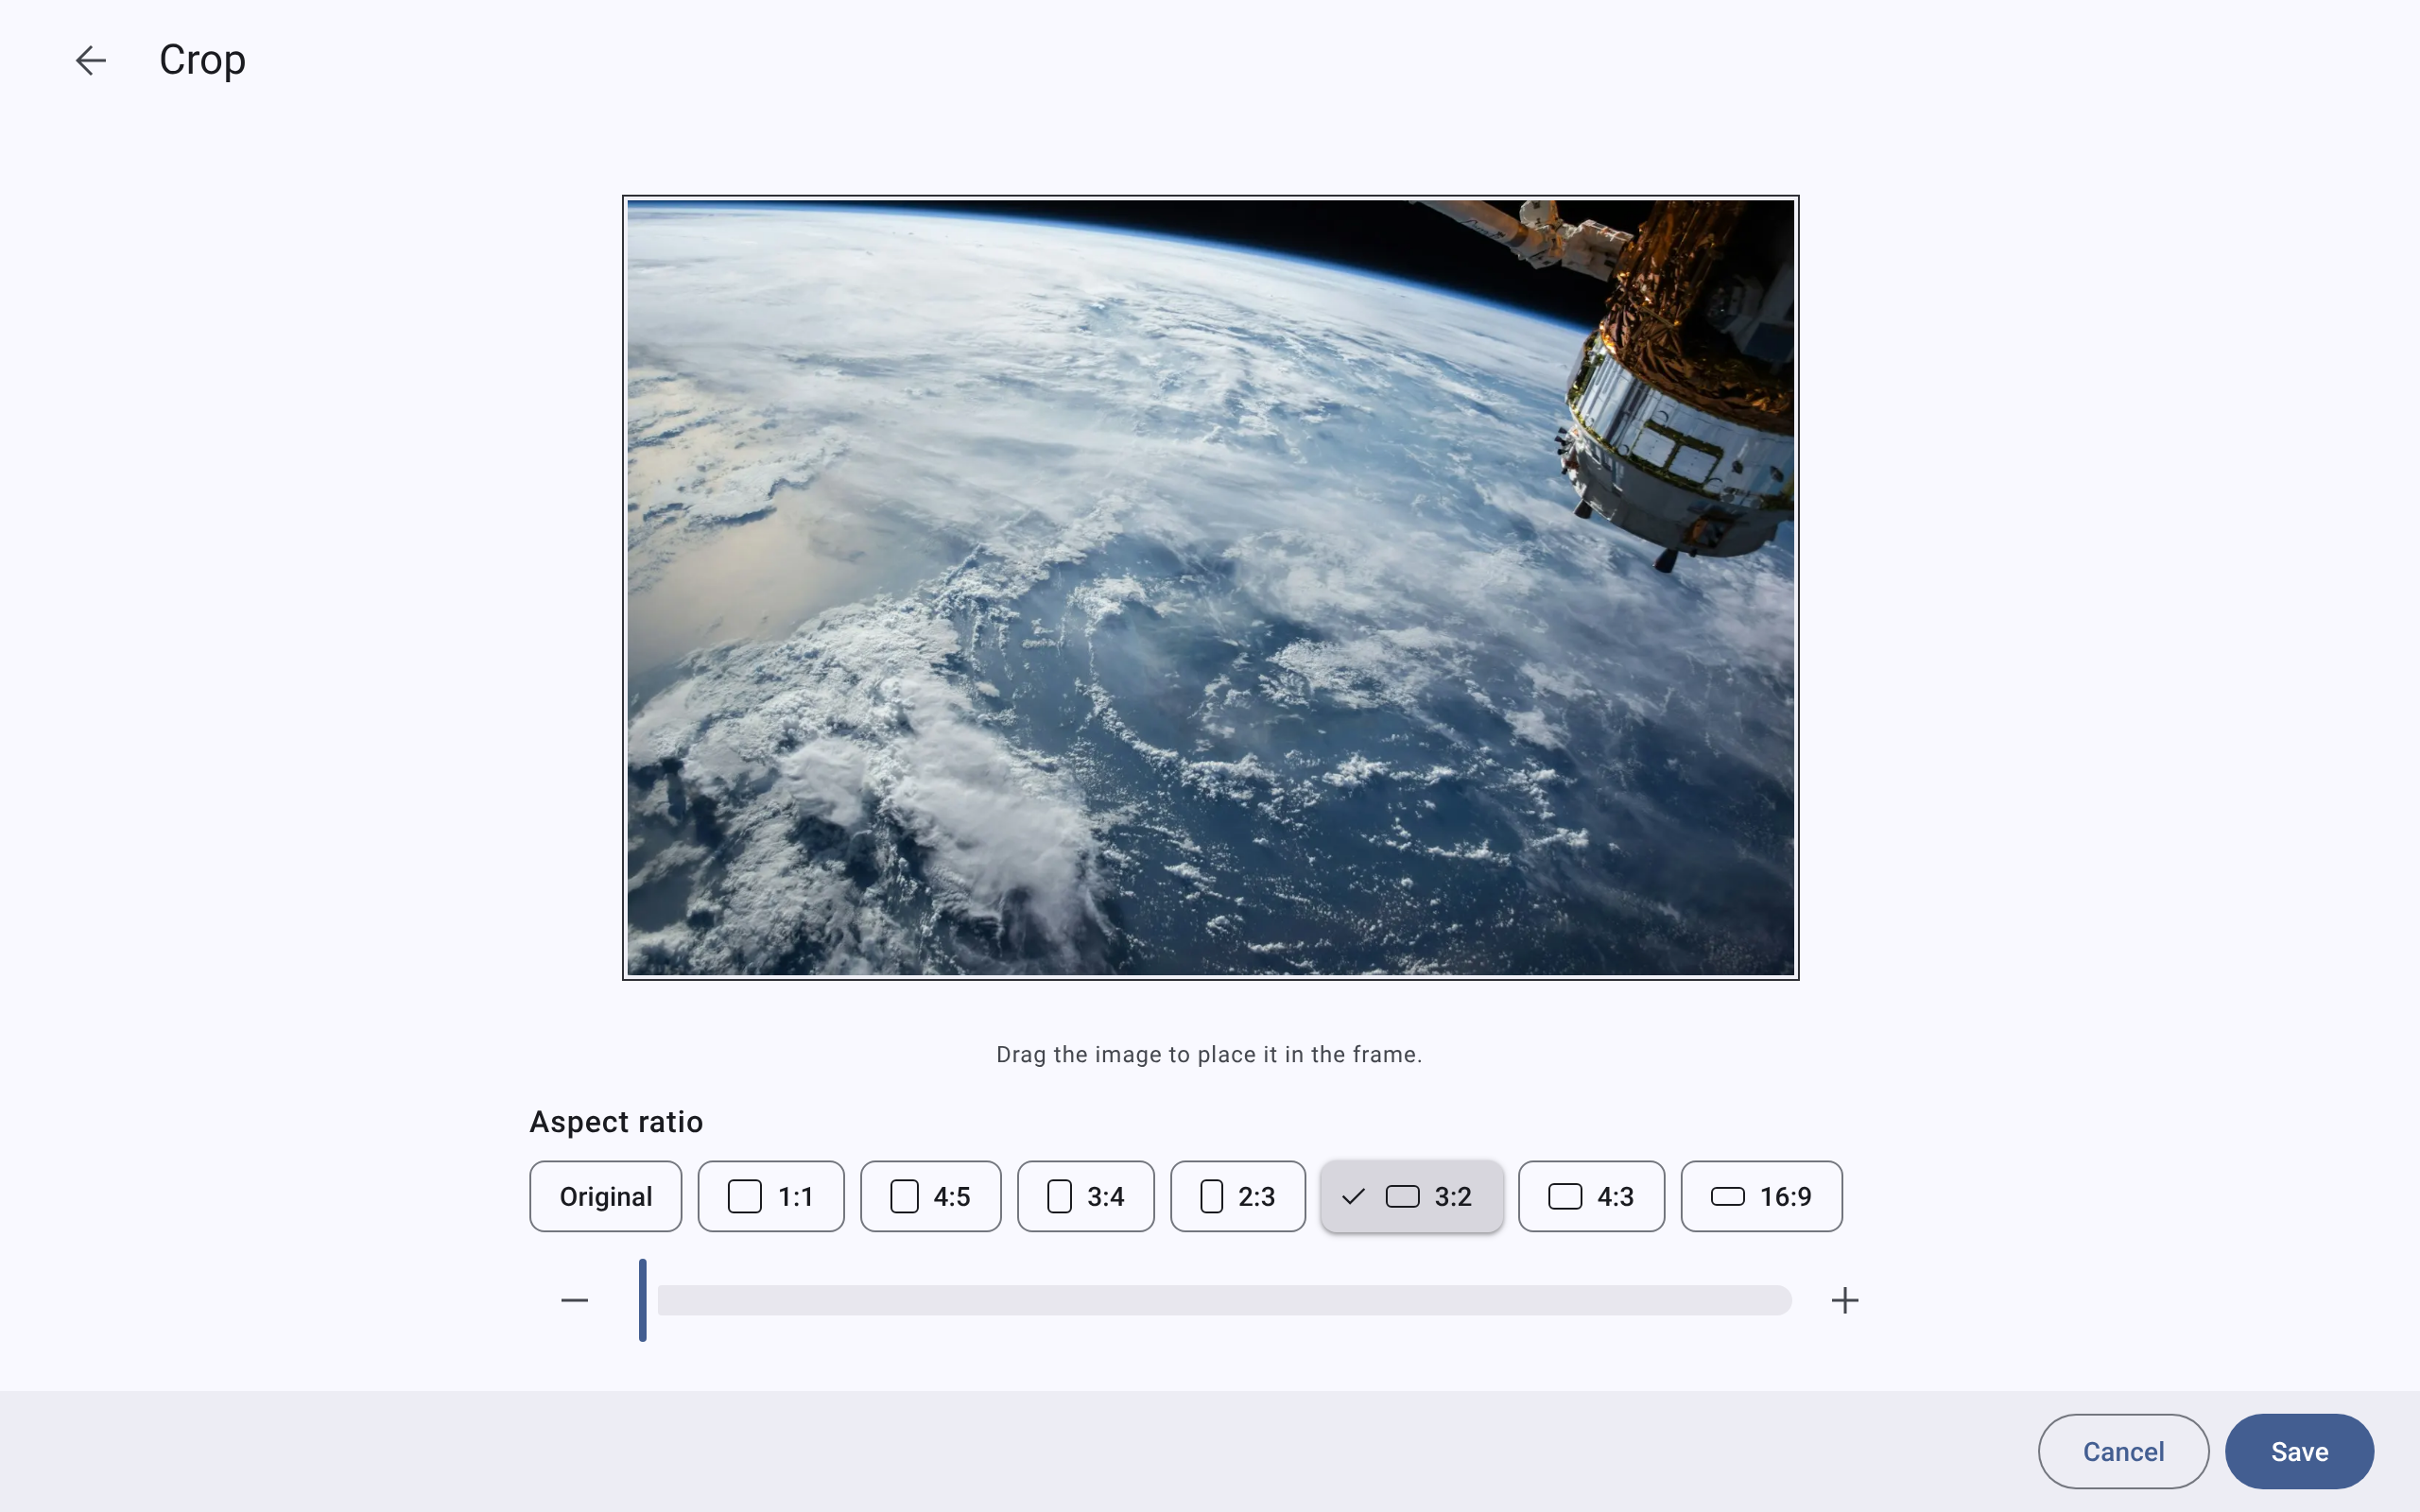 Crop
Drag the image to place it in the frame.
Aspect ratio
Original
1:1
4:5
3:4
2:3
3:2
4:3
16:9
Cancel
Save